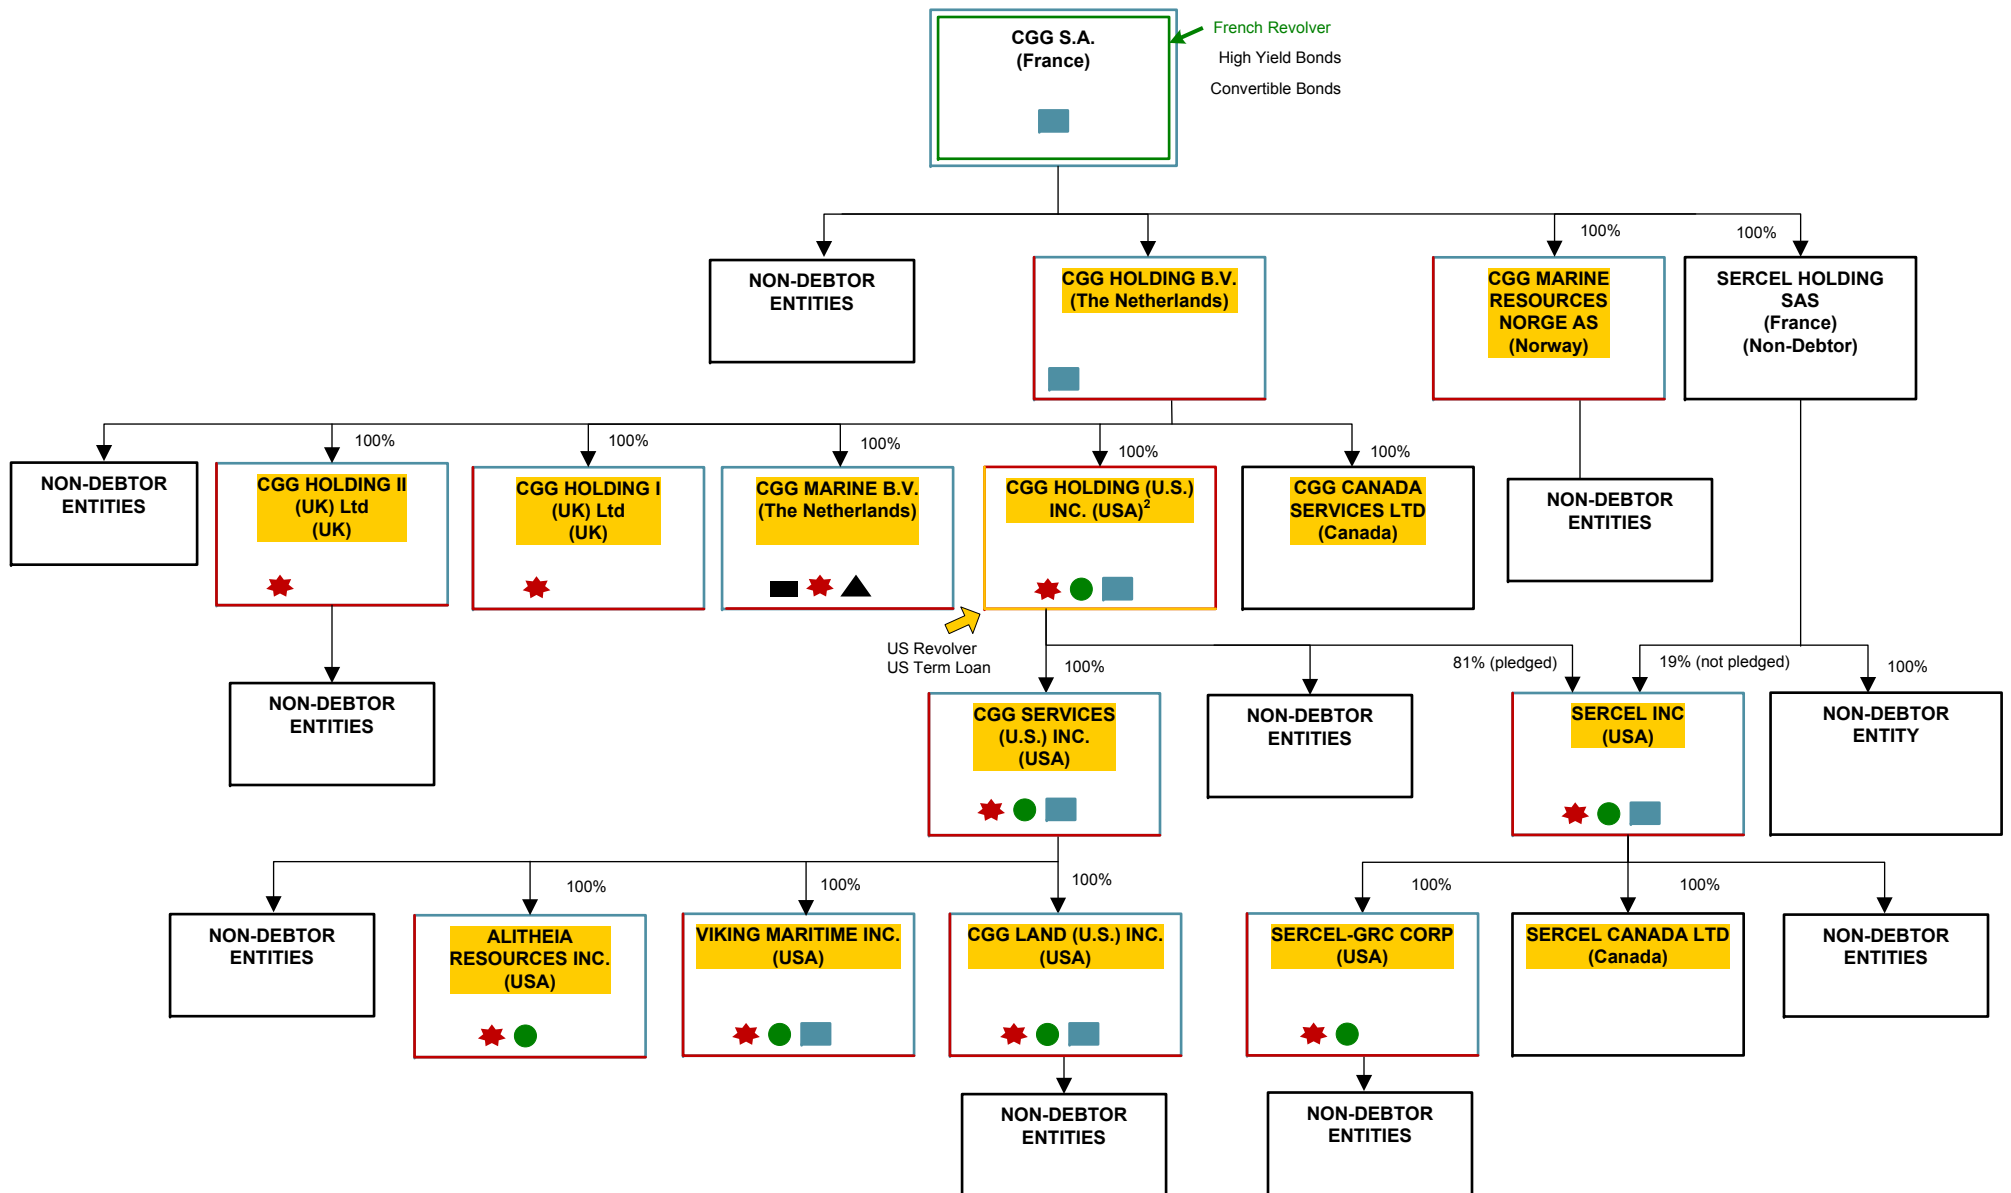 CGG S.A.
(France)
French Revolver
High Yield Bonds
Convertible Bonds
100%
100%
NON-DEBTOR
ENTITIES
CGG HOLDING B.V.
(The Netherlands)
CGG MARINE
RESOURCES
NORGE AS
(Norway)
SERCEL HOLDING
SAS
(France)
(Non-Debtor)
100%
100%
100%
100%
100%
NON-DEBTOR
ENTITIES
CGG HOLDING II
(UK) Ltd
(UK)
CGG HOLDING I
(UK) Ltd
(UK)
CGG MARINE B.V.
(The Netherlands)
CGG HOLDING (U.S.)
INC. (USA)²
CGG CANADA
SERVICES LTD
(Canada)
NON-DEBTOR
ENTITIES
US Revolver
US Term Loan
100%
81% (pledged)
19% (not pledged)
100%
NON-DEBTOR
ENTITIES
CGG SERVICES
(U.S.) INC.
(USA)
NON-DEBTOR
ENTITIES
SERCEL INC
(USA)
NON-DEBTOR
ENTITY
100%
100%
100%
100%
100%
NON-DEBTOR
ENTITIES
ALITHEIA
RESOURCES INC.
(USA)
VIKING MARITIME INC.
(USA)
CGG LAND (U.S.) INC.
(USA)
SERCEL-GRC CORP
(USA)
SERCEL CANADA LTD
(Canada)
NON-DEBTOR
ENTITIES
NON-DEBTOR
ENTITIES
NON-DEBTOR
ENTITIES